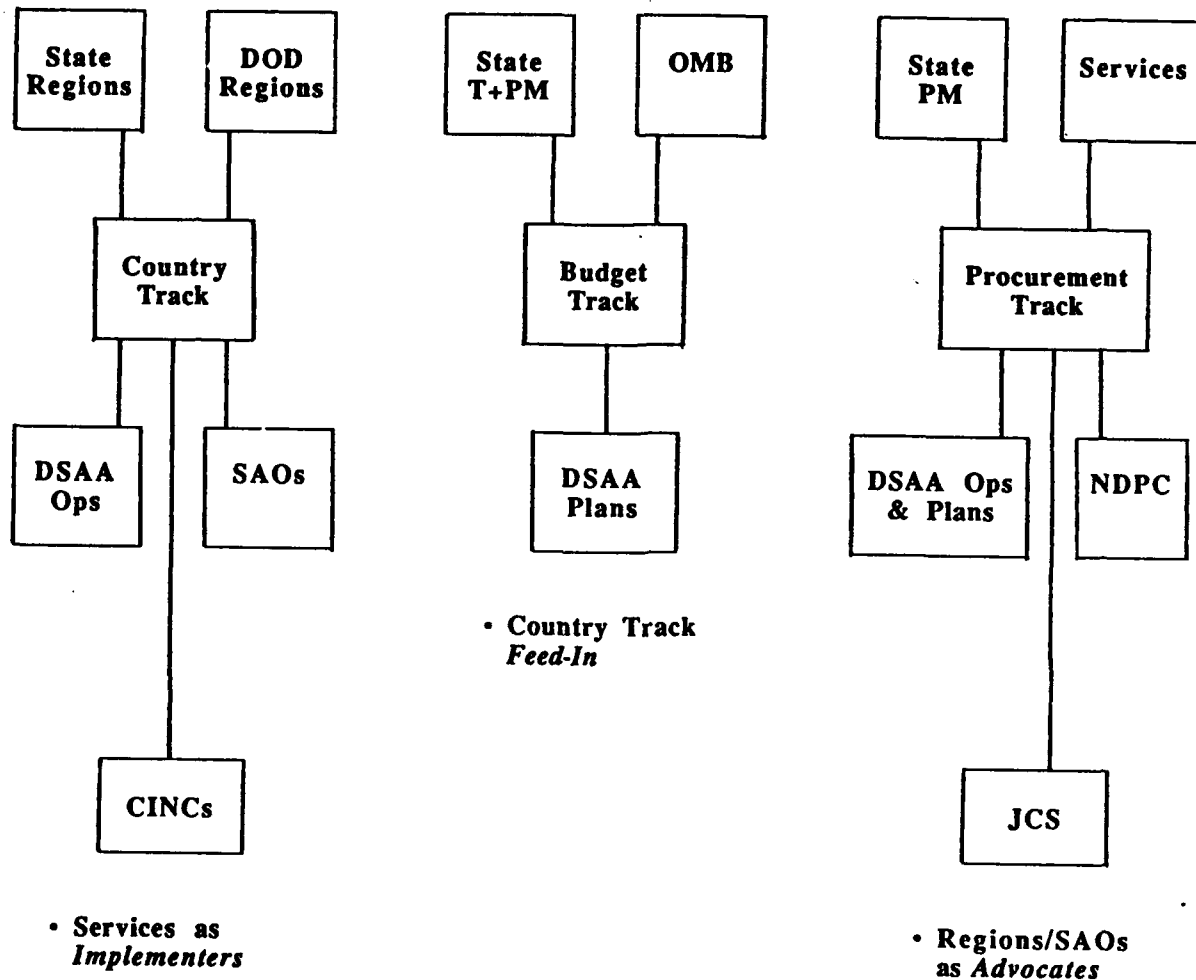 State
Regions
DOD
Regions
State
T+PM
OMB
State
PM
Services
Country
Track
Budget
Track
Procurement
Track
DSAA
Ops
SAOs
DSAA
Plans
DSAA Ops
& Plans
NDPC
• Country Track
Feed-In
CINCs
JCS
• Services as
Implementers
• Regions/SAOs
as Advocates